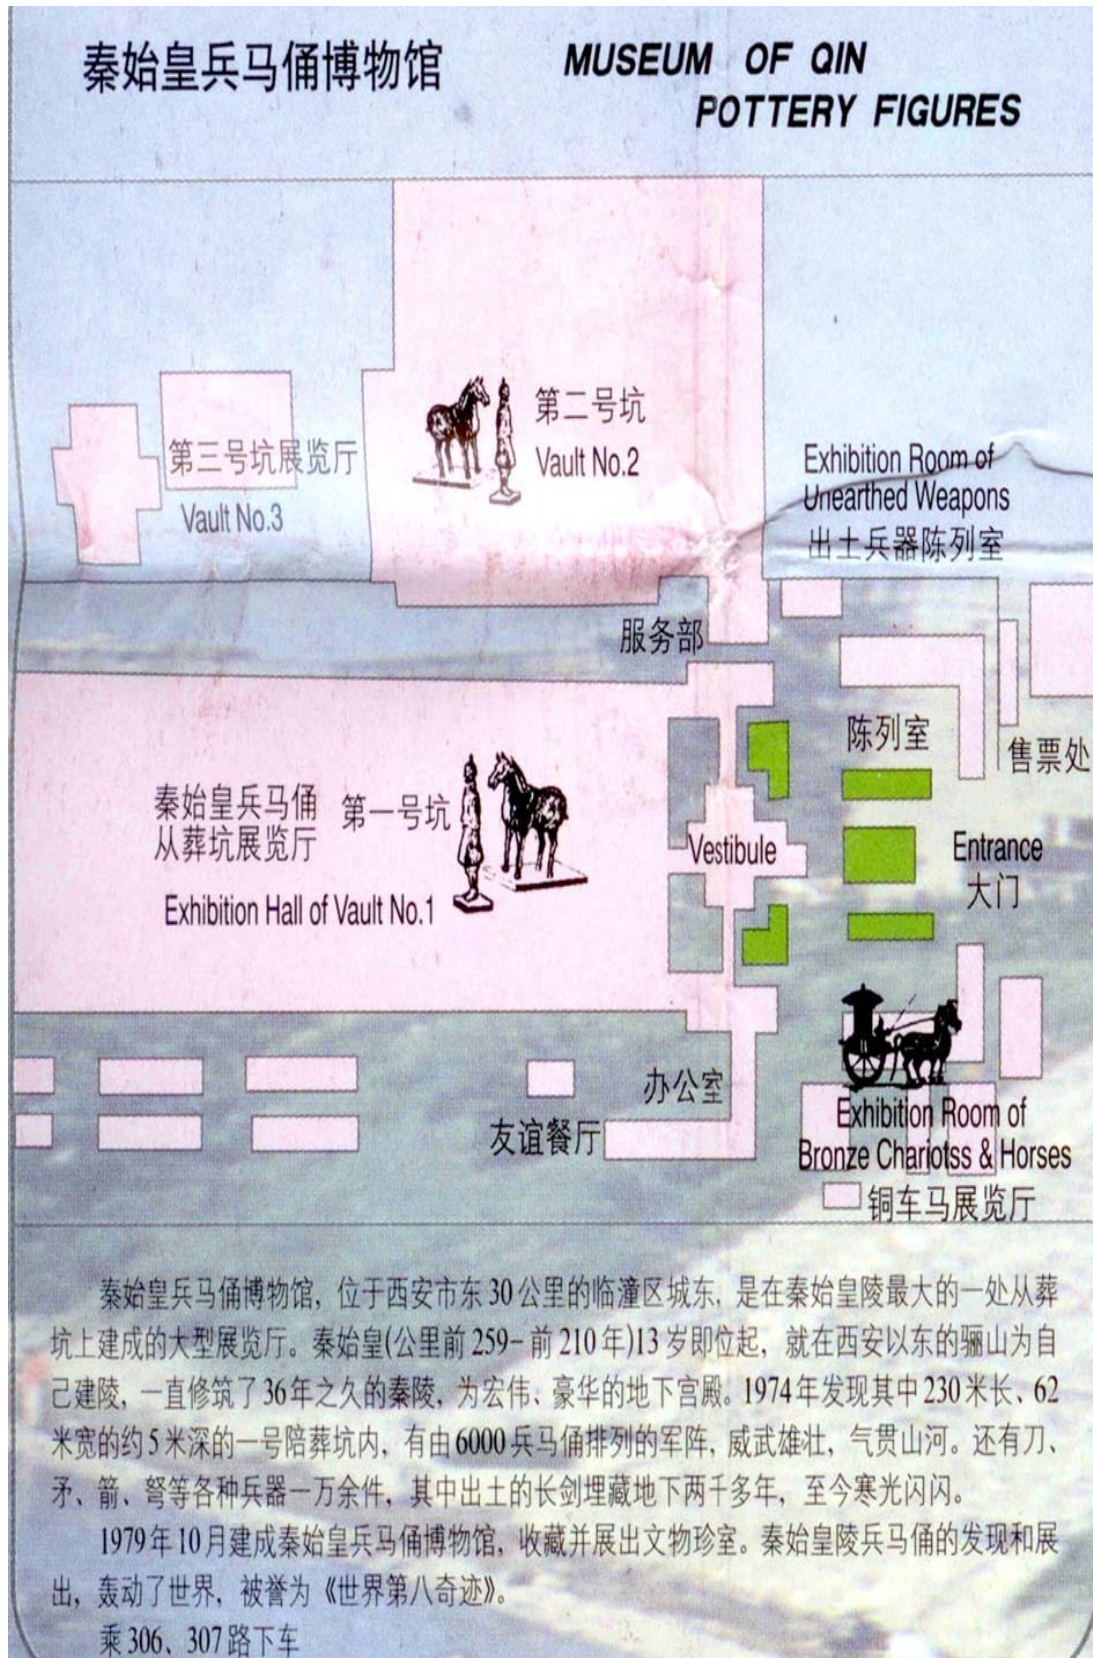 秦始皇兵马俑博物馆
MUSEUM OF QIN
POTTERY FIGURES
第二号坑
Vault No.2
第三号坑展览厅
Vault No.3
Exhibition Room of
Unearthed Weapons
出土兵器陈列室
服务部
陈列室
售票处
秦始皇兵马俑
从葬坑展览厅
第一号坑
Exhibition Hall of Vault No.1
Vestibule
Entrance
大门
办公室
友谊餐厅
Exhibition Room of
Bronze Chariotss & Horses
铜车马展览厅
秦始皇兵马俑博物馆，位于西安市东30公里的临潼区城东，是在秦始皇陵最大的一处从葬
坑上建成的大型展览厅。秦始皇(公里前259-前210年)13岁即位起，就在西安以东的骊山为自
己建陵，一直修筑了36年之久的秦陵，为宏伟、豪华的地下宫殿。1974年发现其中230米长、62
米宽的约5米深的一号陪葬坑内，有由6000兵马俑排列的军阵，威武雄壮，气贯山河。还有刀、
矛、箭、弩等各种兵器一万余件，其中出土的长剑埋藏地下两千多年，至今寒光闪闪。
1979年10月建成秦始皇兵马俑博物馆，收藏并展出文物珍室。秦始皇陵兵马俑的发现和展
出，轰动了世界，被誉为《世界第八奇迹》。
乘306、307路下车